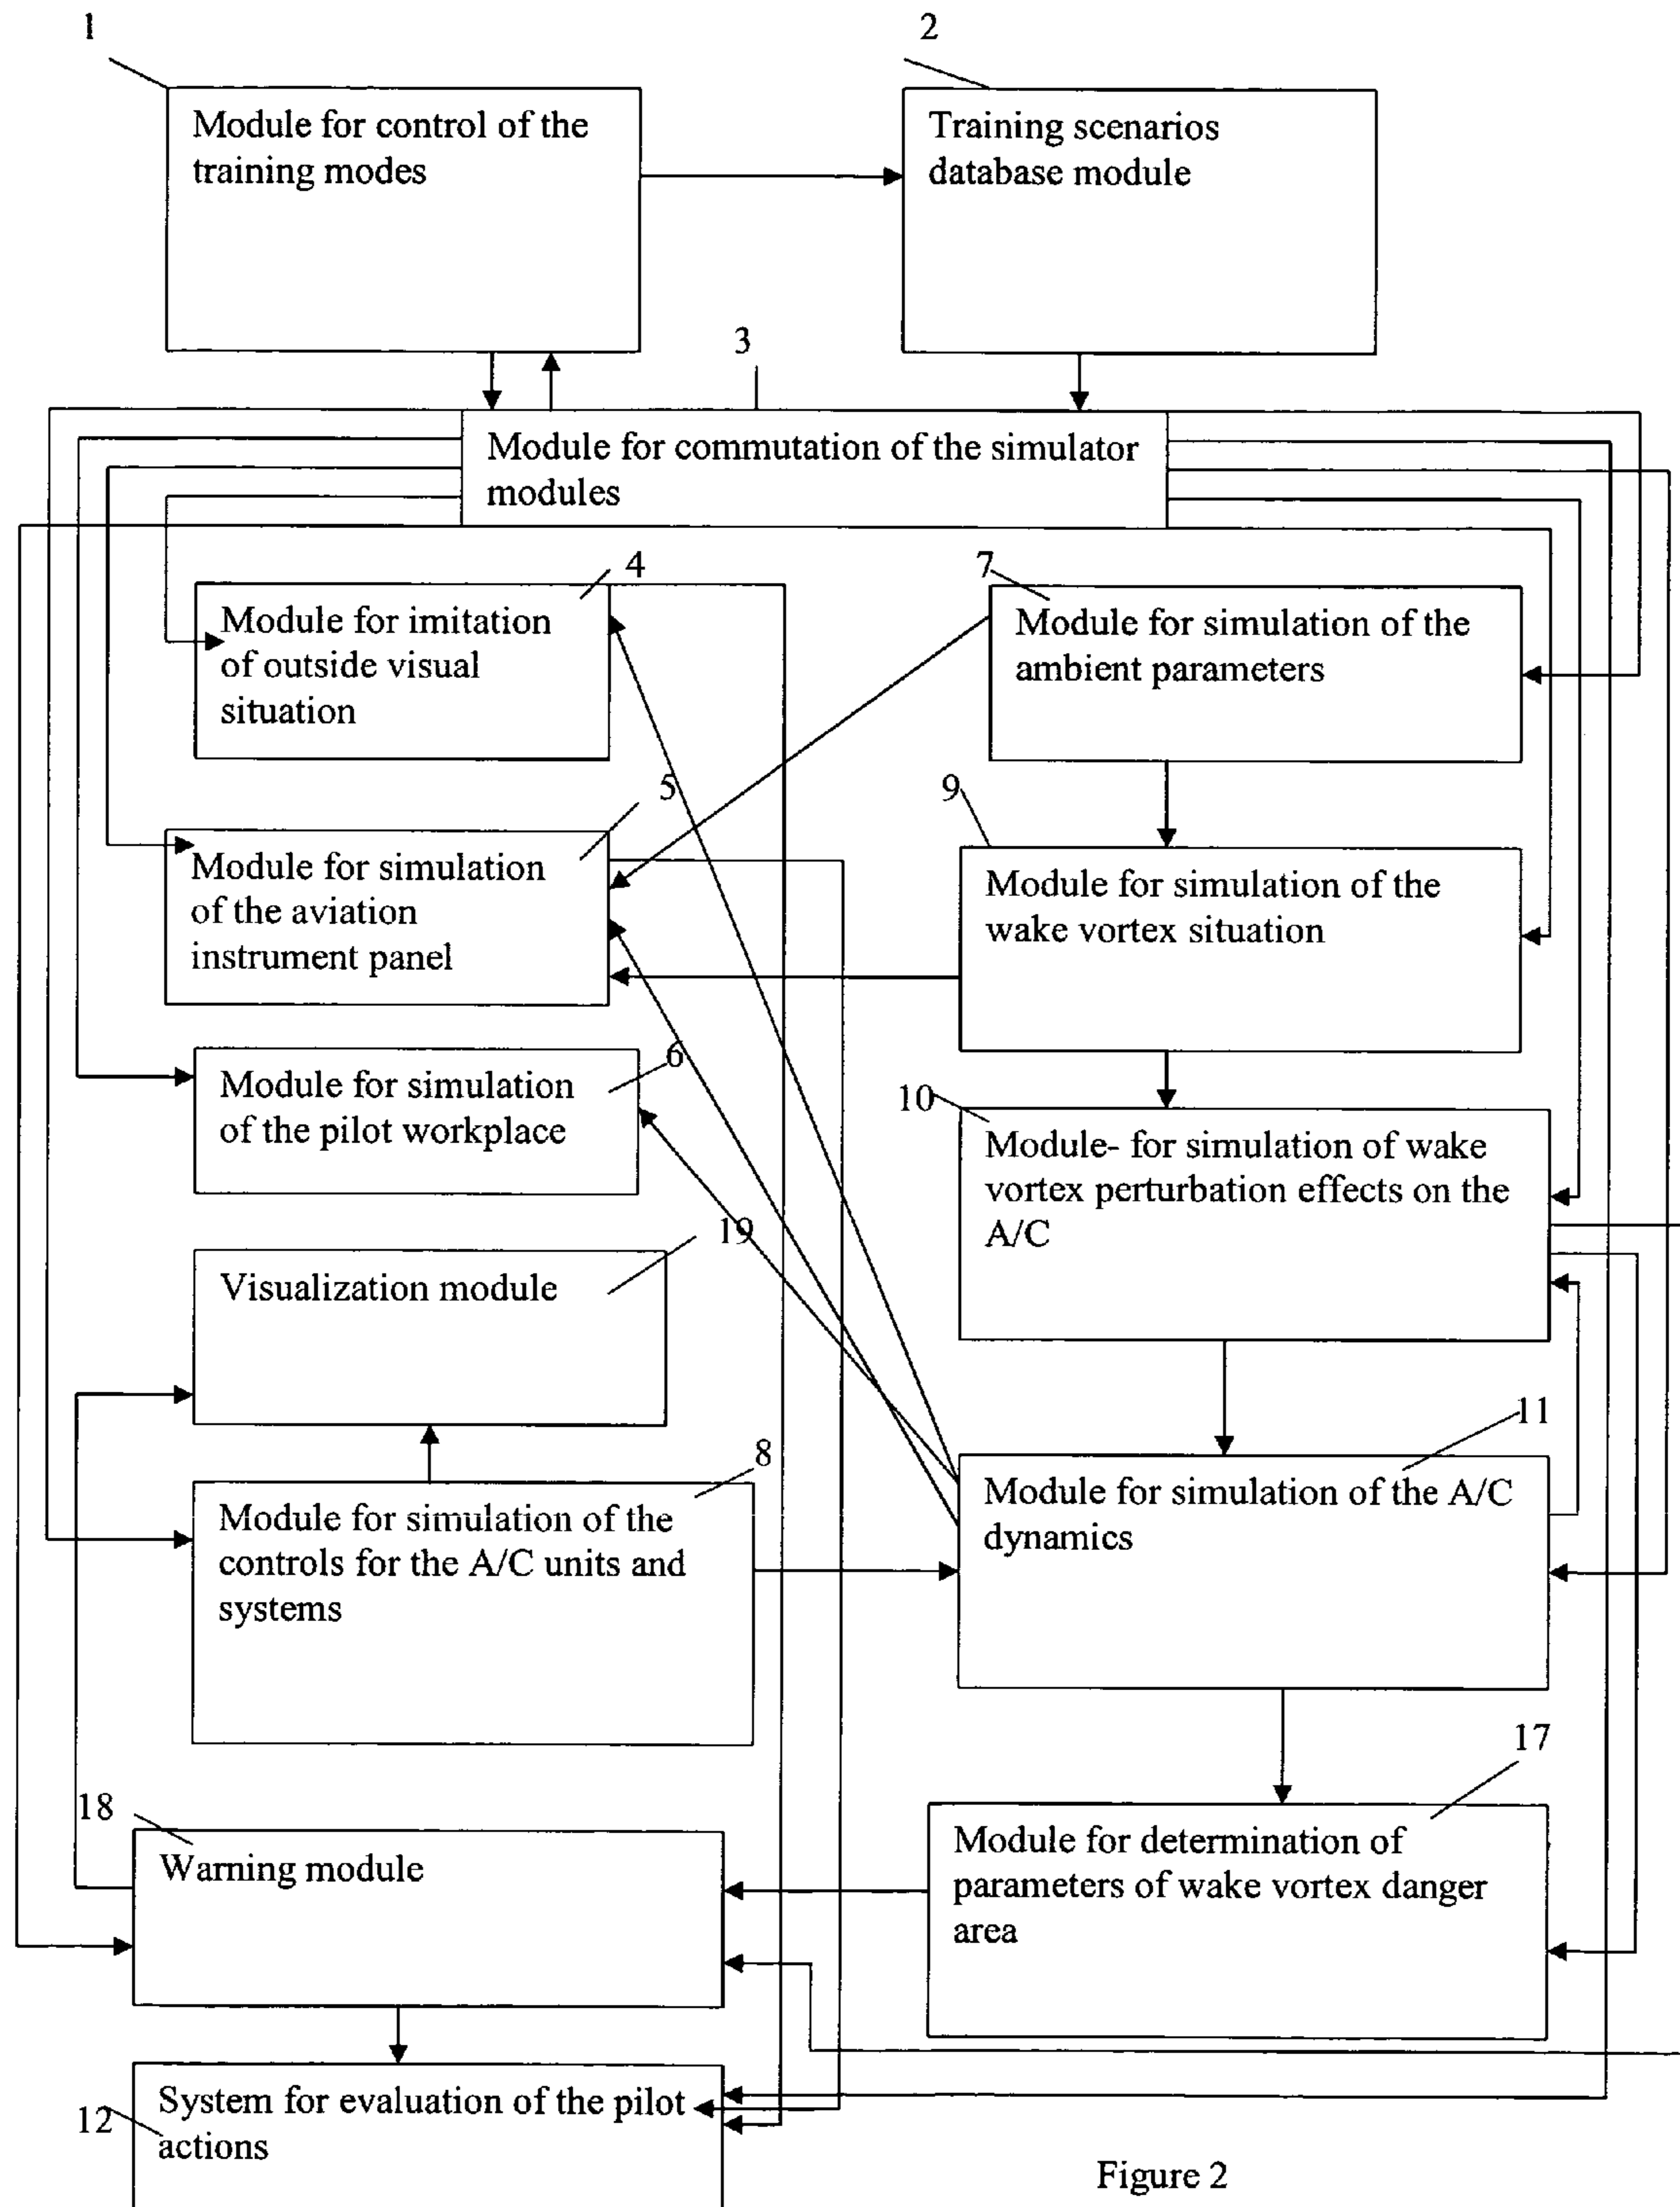 1
2
Module for control of the
training modes
Training scenarios
database module
3
Module for commutation of the simulator
modules
4
Module for imitation
of outside visual
situation
7
Module for simulation of the
ambient parameters
5
Module for simulation
of the aviation
instrument panel
9
Module for simulation of the
wake vortex situation
6
Module for simulation
of the pilot workplace
10
Module- for simulation of wake
vortex perturbation effects on the
A/C
19
Visualization module
11
Module for simulation of the A/C
dynamics
8
Module for simulation of the
controls for the A/C units and
systems
17
Module for determination of
parameters of wake vortex danger
area
18
Warning module
12
System for evaluation of the pilot
actions
Figure 2